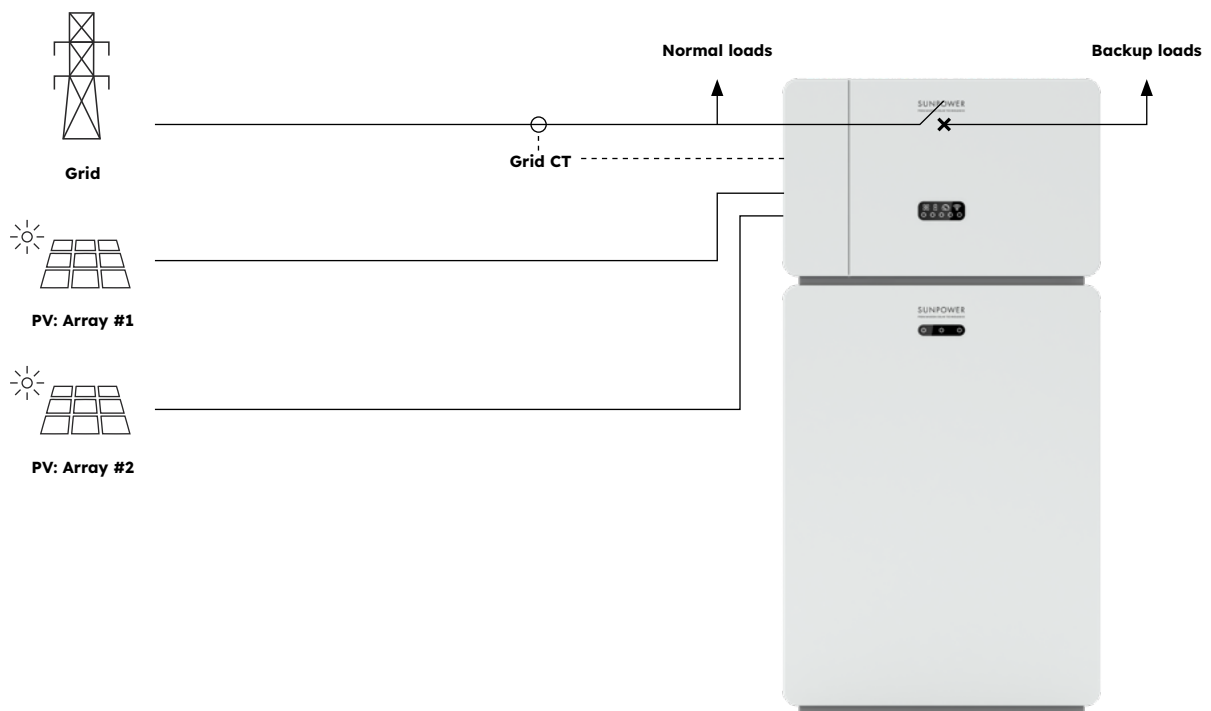 Normal loads
Backup loads
SUNPOWER
Grid
Grid CT
PV: Array #1
SUNPOWER
PV: Array #2